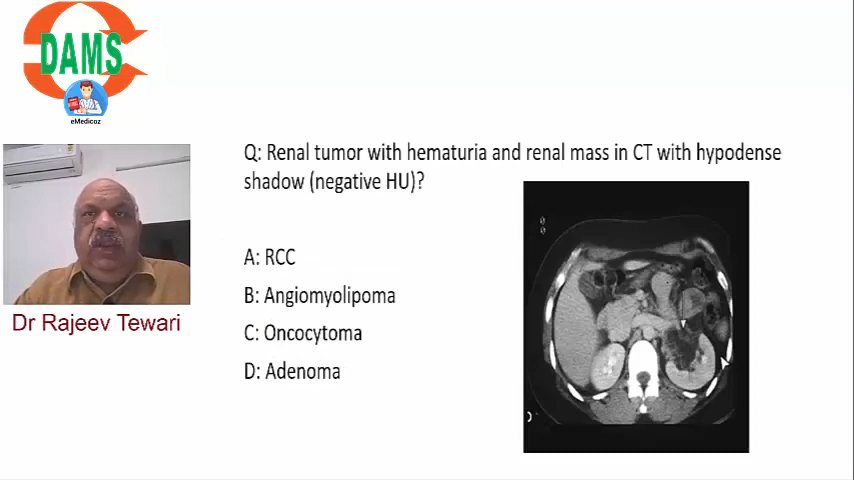 DAMS
eMedicoz
Q: Renal tumor with hematuria and renal mass in CT with hypodense
shadow (negative HU)?
A: RCC
B: Angiomyolipoma
C: Oncocytoma
D: Adenoma
Dr Rajeev Tewari